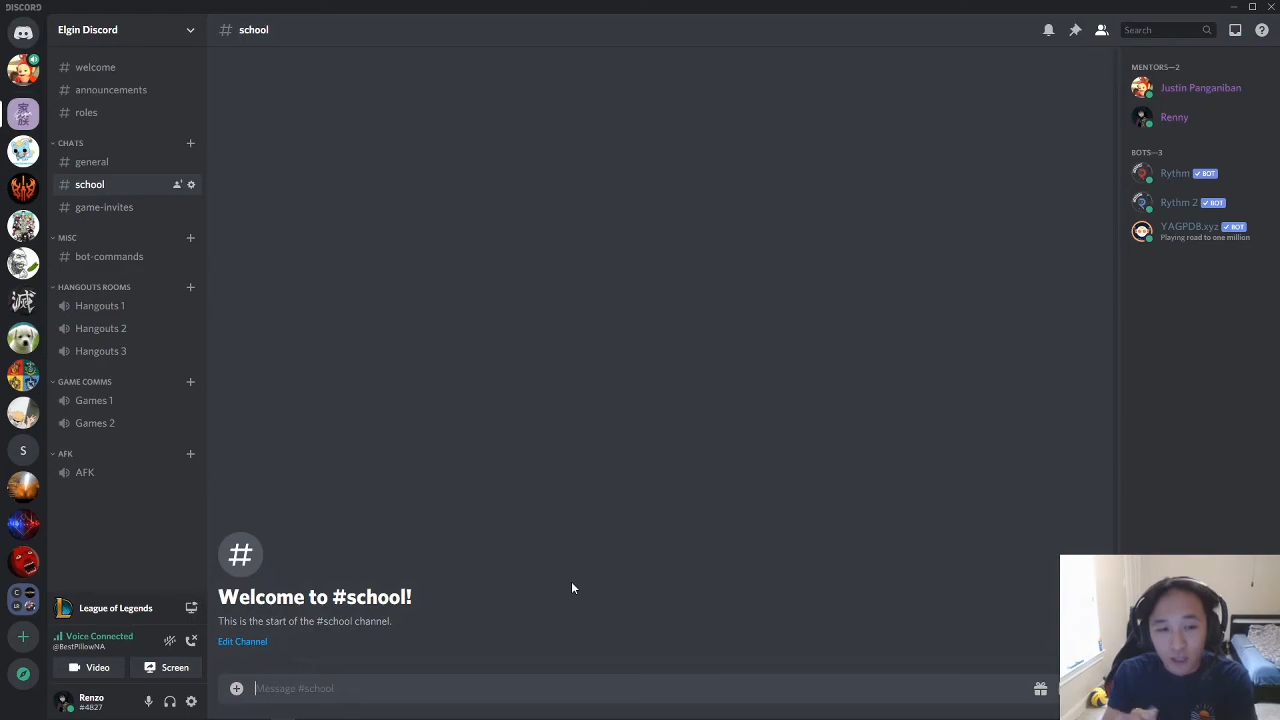 DISCORD
Elgin Discord
# school
Search
welcome
announcements
roles
CHATS
general
school
game-invites
MISC
bot-commands
HANGOUTS ROOMS
Hangouts 1
Hangouts 2
Hangouts 3
GAME COMMS
Games 1
Games 2
AFK
AFK
S
C
LR
League of Legends
Voice Connected
@BestPillowNA
Video
Screen
Renzo
#4827
#
Welcome to #school!
This is the start of the #school channel.
Edit Channel
Message #school
MENTORS—2
Justin Panganiban
Renny
BOTS—3
Rythm BOT
Rythm 2 BOT
YAGPDB.xyz BOT
Playing road to one million